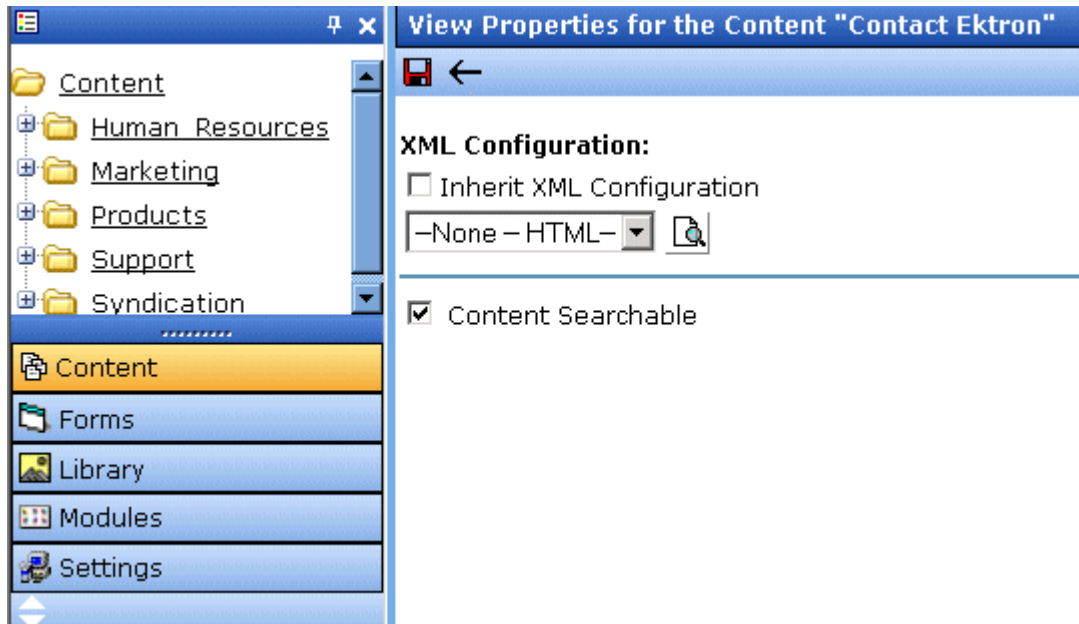 Content
Human Resources
Marketing
Products
Support
Syndication
Content
Forms
Library
Modules
Settings
View Properties for the Content "Contact Ektron"
XML Configuration:
Inherit XML Configuration
–None – HTML–
Content Searchable